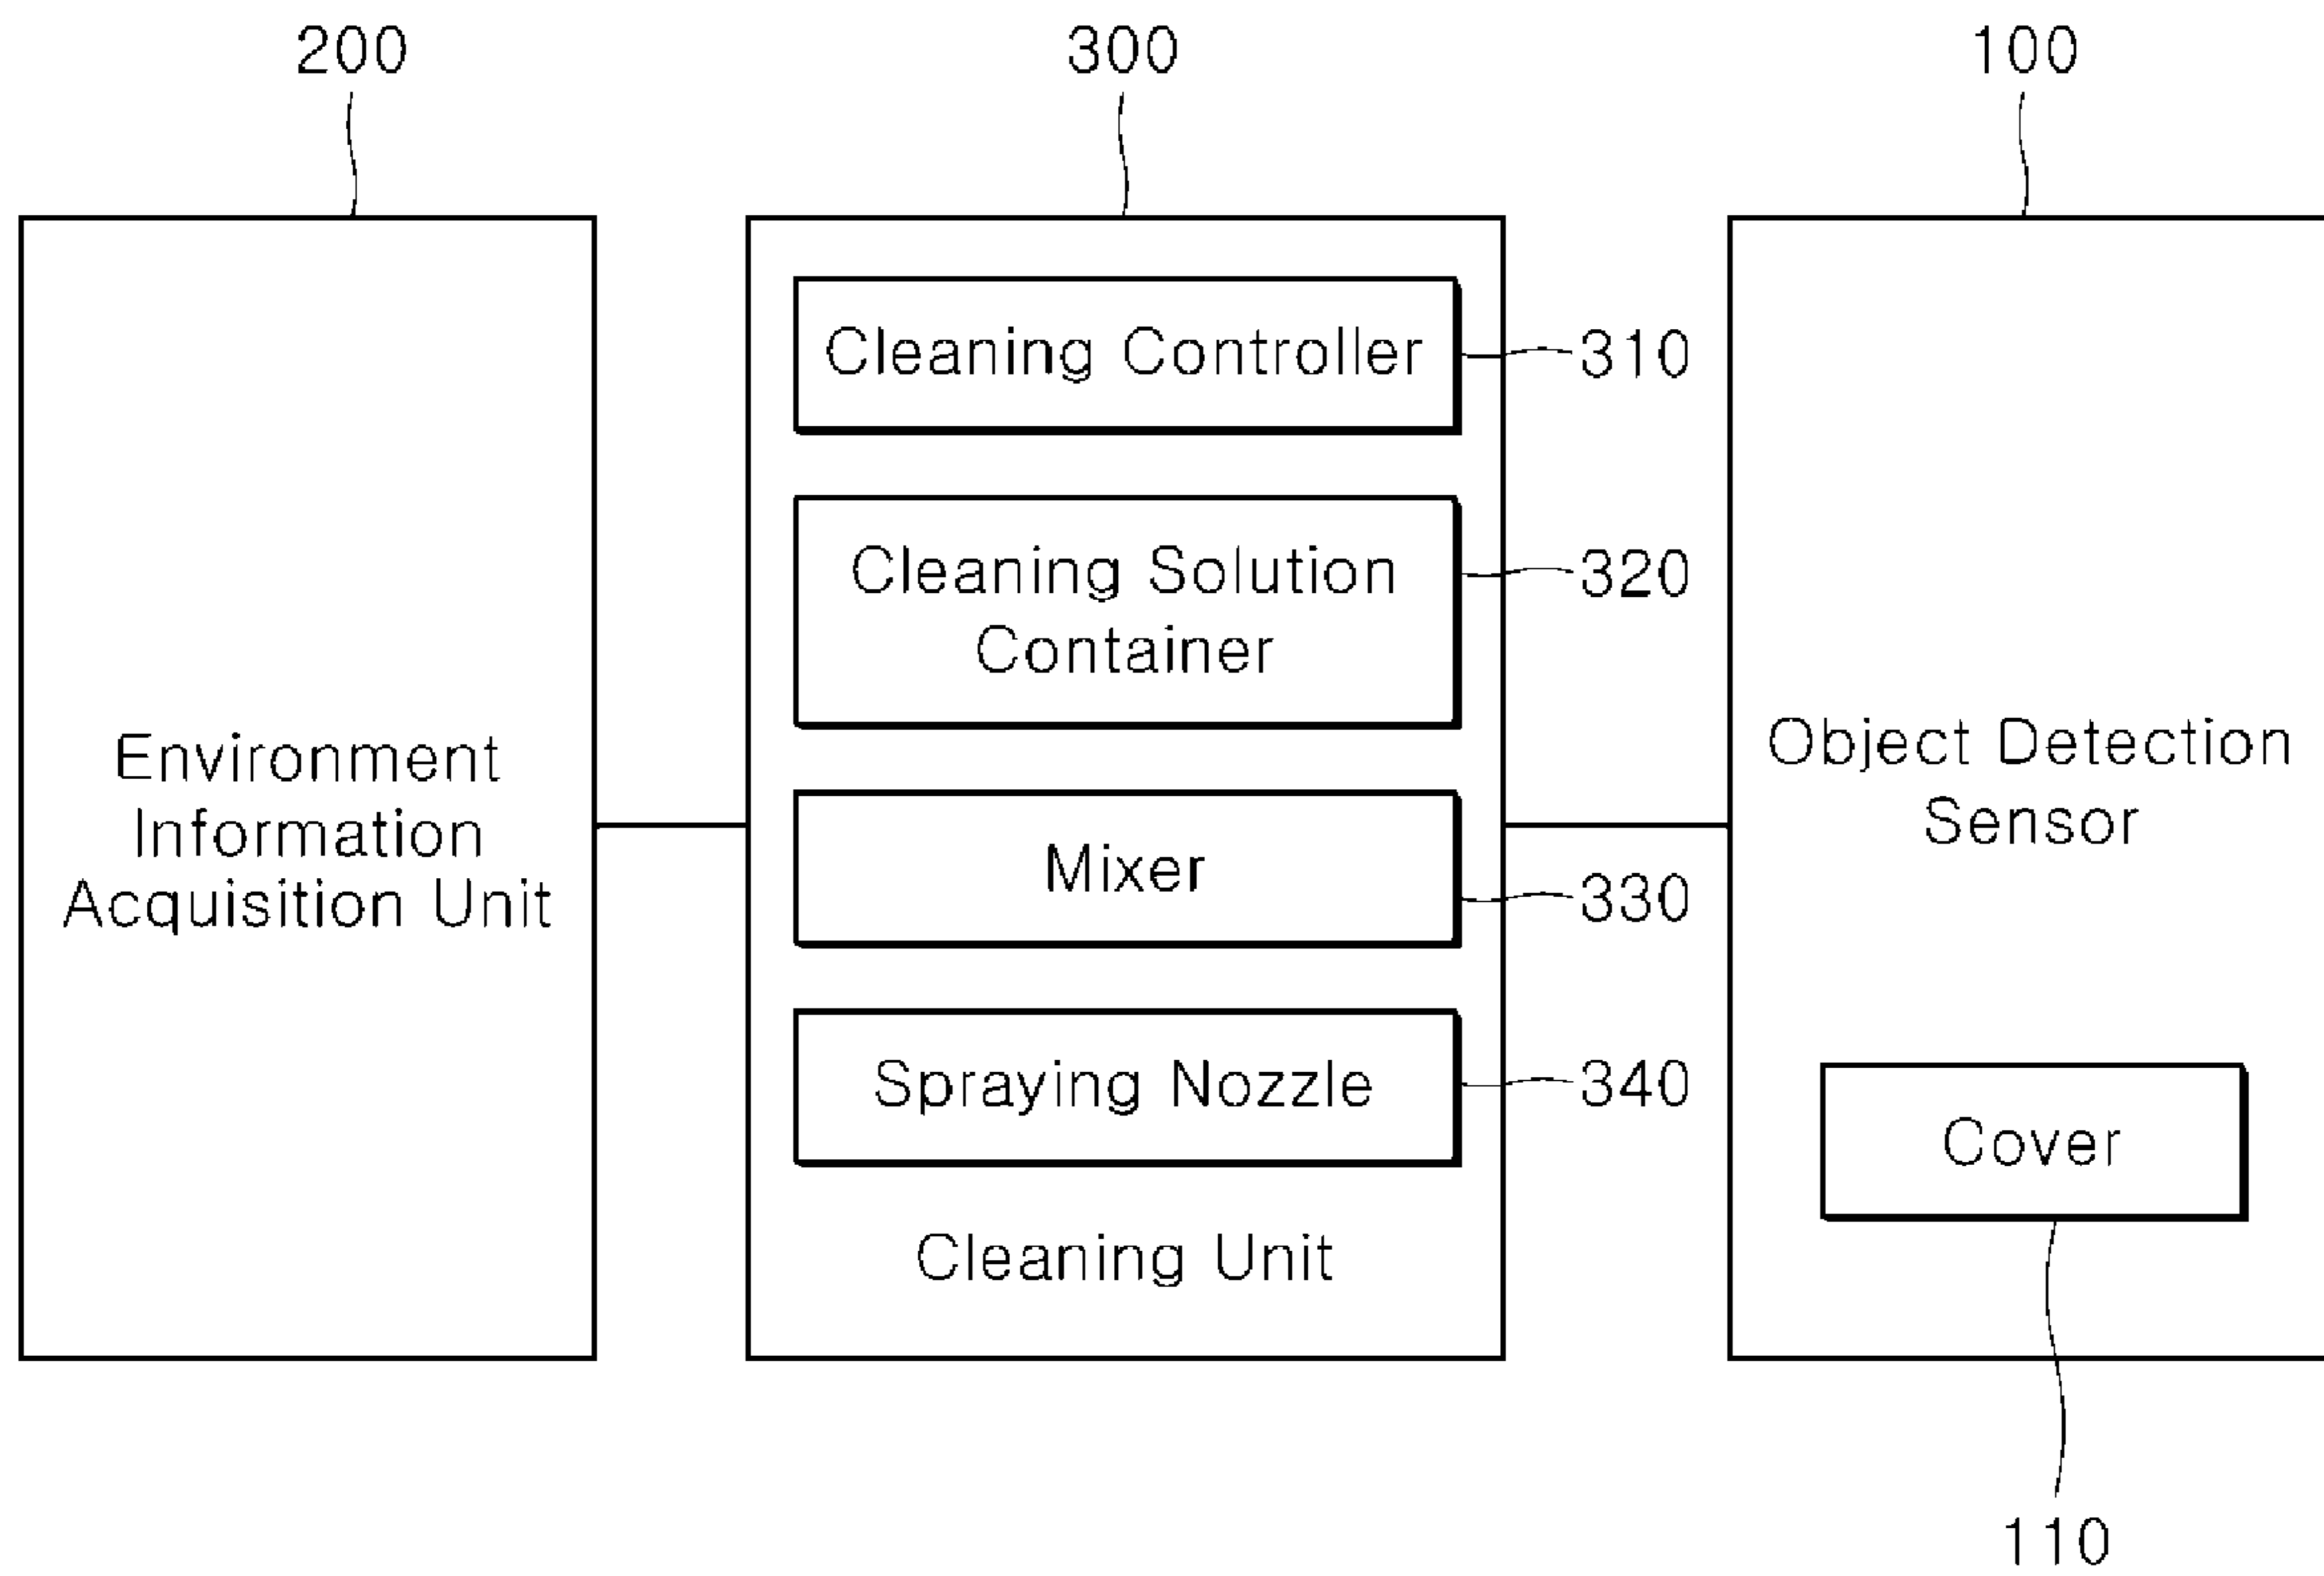 200
300
100
Environment
Information
Acquisition Unit
Cleaning Controller
310
Cleaning Solution
Container
320
Mixer
330
Spraying Nozzle
340
Cleaning Unit
Object Detection
Sensor
Cover
110